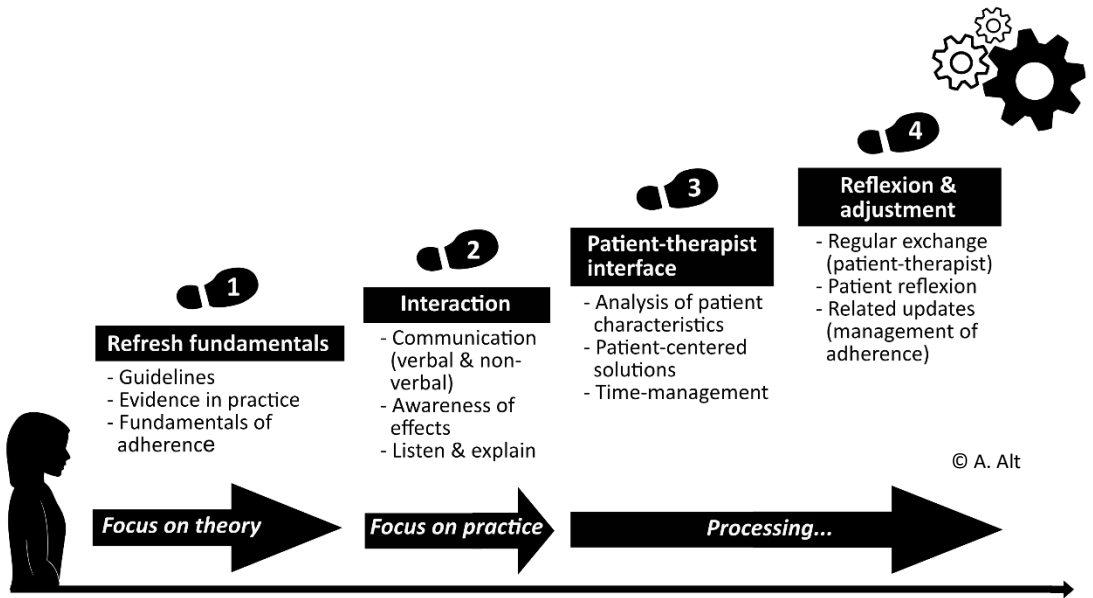 1
Refresh fundamentals
- Guidelines
- Evidence in practice
- Fundamentals of
adherence
2
Interaction
- Communication
(verbal & non-
verbal)
- Awareness of
effects
- Listen & explain
3
Patient-therapist
interface
- Analysis of patient
characteristics
- Patient-centered
solutions
- Time-management
4
Reflexion &
adjustment
- Regular exchange
(patient-therapist)
- Patient reflexion
- Related updates
(management of
adherence)
© A. Alt
Focus on theory
Focus on practice
Processing...